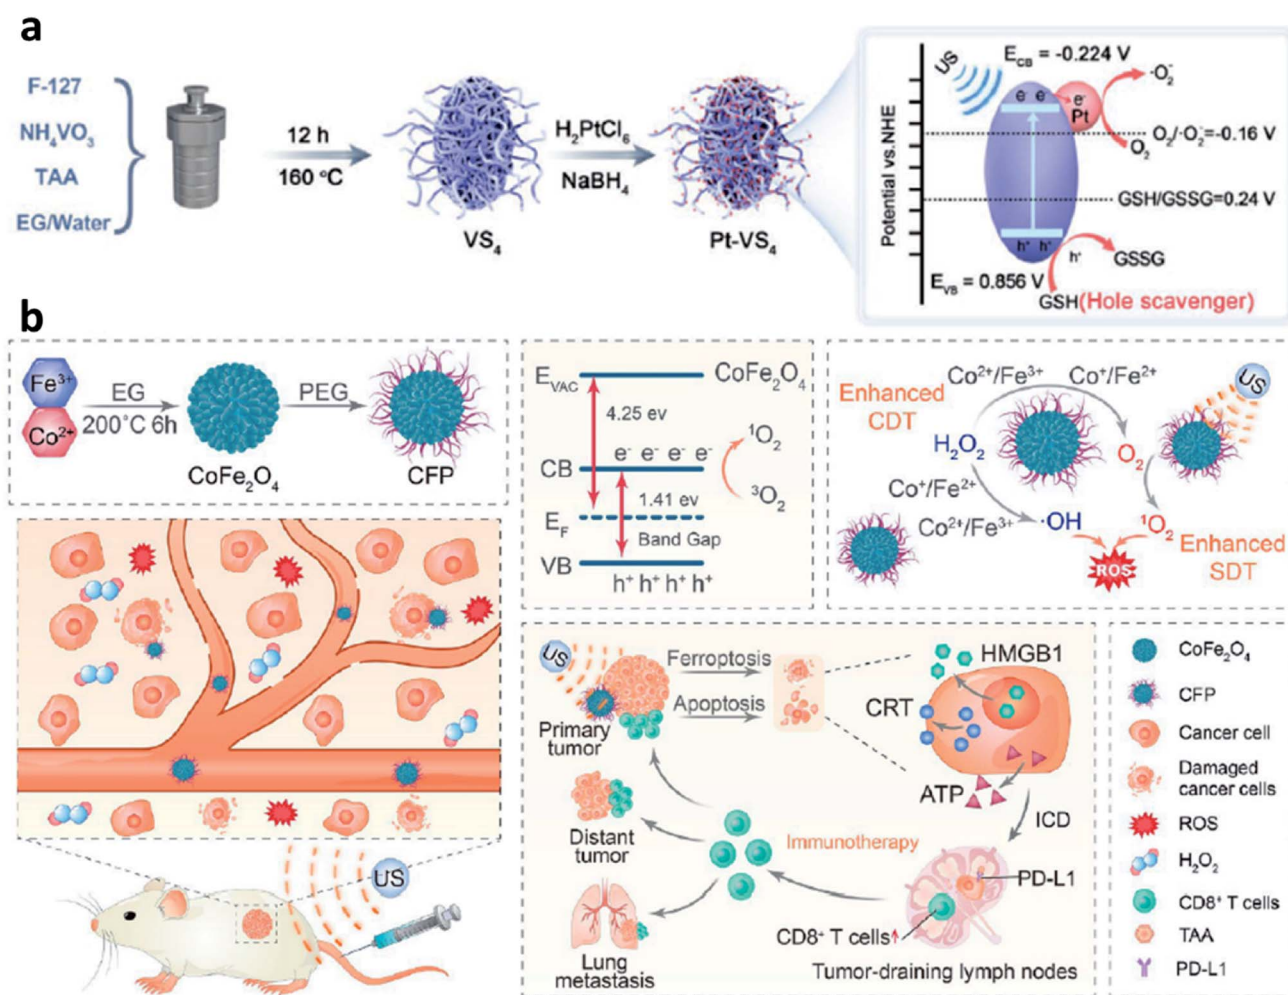 a
F-127
NH₄VO₃
TAA
EG/Water
12 h
160 °C
VS₄
H₂PtCl₆
NaBH₄
Pt-VS₄
Potential vs.NHE
US
E_CB = -0.224 V
e⁻ e⁻ e⁻
Pt
·O₂⁻
O₂
O₂/·O₂⁻=-0.16 V
GSH/GSSG=0.24 V
h⁺ h⁺
h⁺
GSSG
E_VB = 0.856 V
GSH(Hole scavenger)
b
Fe³⁺
Co²⁺
EG
200°C 6h
CoFe₂O₄
PEG
CFP
E_VAC
CoFe₂O₄
4.25 ev
CB
e⁻ e⁻ e⁻ e⁻
¹O₂
³O₂
1.41 ev
E_F
Band Gap
VB
h⁺ h⁺ h⁺ h⁺
Enhanced
CDT
Co²⁺/Fe³⁺
Co⁺/Fe²⁺
US
H₂O₂
O₂
Co⁺/Fe²⁺
Co²⁺/Fe³⁺
·OH
¹O₂
ROS
Enhanced
SDT
US
US
Primary
tumor
Ferroptosis
Apoptosis
HMGB1
CRT
ATP
ICD
Distant
tumor
Immunotherapy
Lung
metastasis
PD-L1
CD8⁺ T cells↑
Tumor-draining lymph nodes
CoFe₂O₄
CFP
Cancer cell
Damaged
cancer cells
ROS
H₂O₂
CD8⁺ T cells
TAA
PD-L1